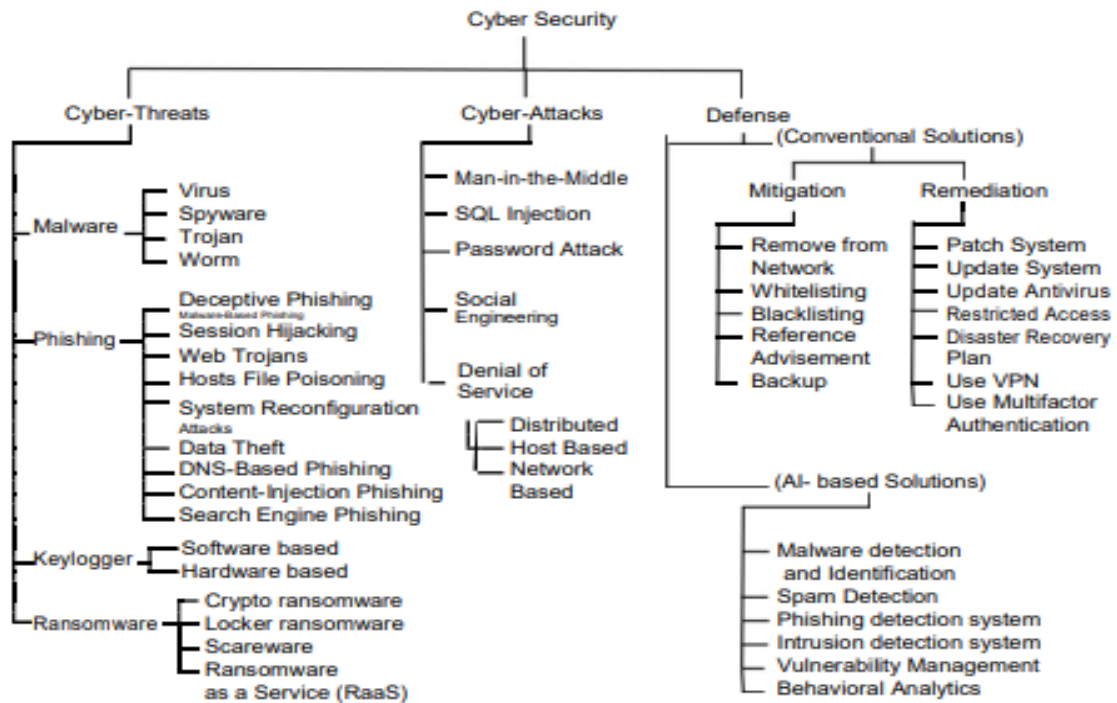 Cyber Security
Cyber-Threats
Malware
Virus
Spyware
Trojan
Worm
Phishing
Deceptive Phishing
Malware-Based Phishing
Session Hijacking
Web Trojans
Hosts File Poisoning
System Reconfiguration
Attacks
Data Theft
DNS-Based Phishing
Content-Injection Phishing
Search Engine Phishing
Keylogger
Software based
Hardware based
Ransomware
Crypto ransomware
Locker ransomware
Scareware
Ransomware
as a Service (RaaS)
Cyber-Attacks
Man-in-the-Middle
SQL Injection
Password Attack
Social
Engineering
Denial of
Service
Distributed
Host Based
Network
Based
Defense
(Conventional Solutions)
Mitigation
Remove from
Network
Whitelisting
Blacklisting
Reference
Advisement
Backup
Remediation
Patch System
Update System
Update Antivirus
Restricted Access
Disaster Recovery
Plan
Use VPN
Use Multifactor
Authentication
(AI- based Solutions)
Malware detection
and Identification
Spam Detection
Phishing detection system
Intrusion detection system
Vulnerability Management
Behavioral Analytics